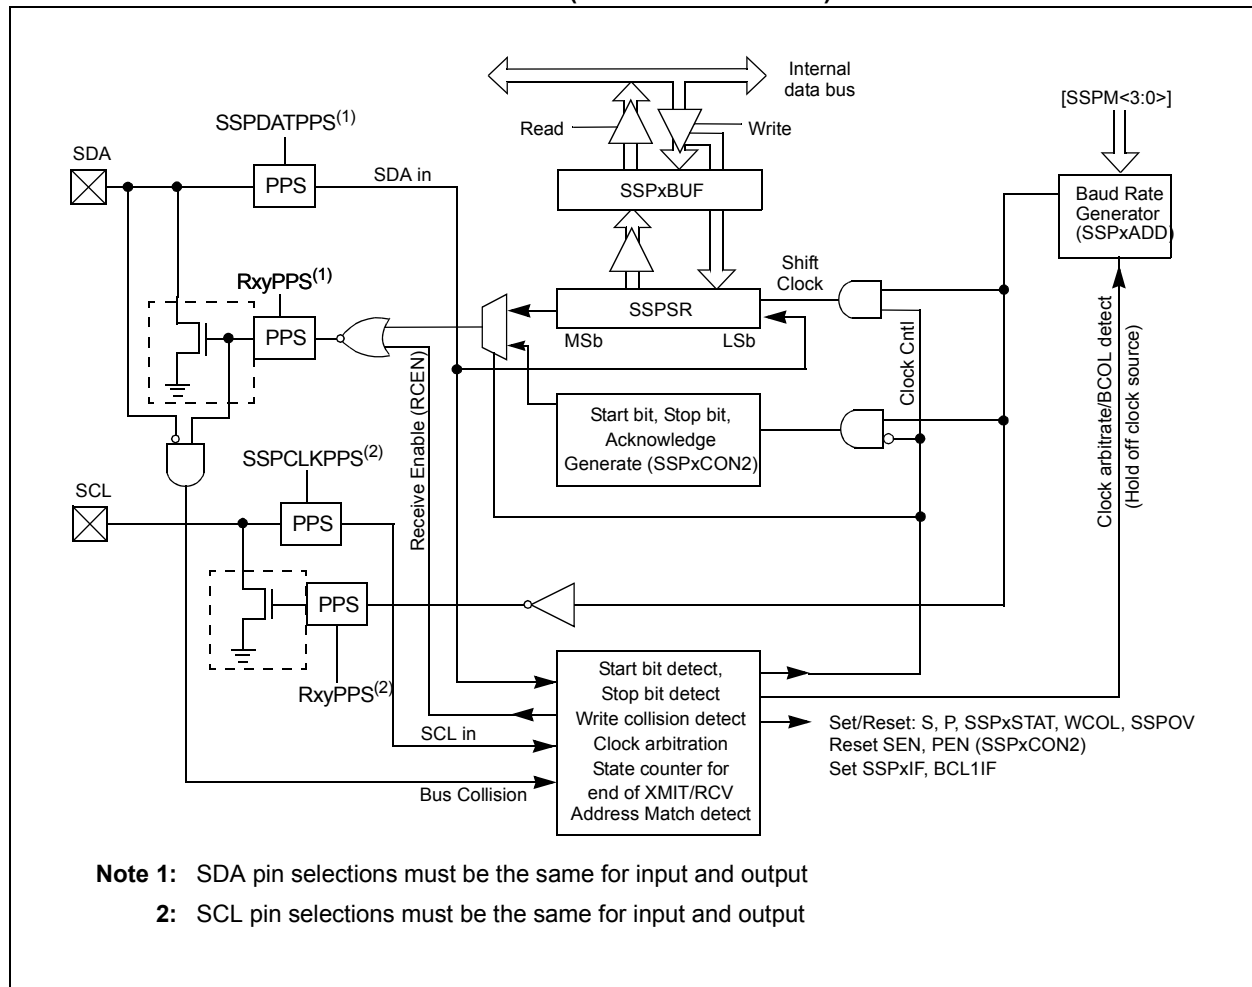 Internal
data bus
[SSPM<3:0>]
Read
Write
SSPDATPPS(1)
SDA
PPS
SDA in
SSPxBUF
Baud Rate
Generator
(SSPxADD)
RxyPPS(1)
Shift
Clock
PPS
SSPSR
MSb
LSb
Receive Enable (RCEN)
Clock Cntl
Clock arbitrate/BCOL detect
(Hold off clock source)
Start bit, Stop bit,
Acknowledge
Generate (SSPxCON2)
SSPCLKPPS(2)
SCL
PPS
PPS
RxyPPS(2)
Start bit detect,
Stop bit detect
Write collision detect
Clock arbitration
State counter for
end of XMIT/RCV
Address Match detect
SCL in
Bus Collision
Set/Reset: S, P, SSPxSTAT, WCOL, SSPOV
Reset SEN, PEN (SSPxCON2)
Set SSPxIF, BCL1IF
Note 1: SDA pin selections must be the same for input and output
2: SCL pin selections must be the same for input and output